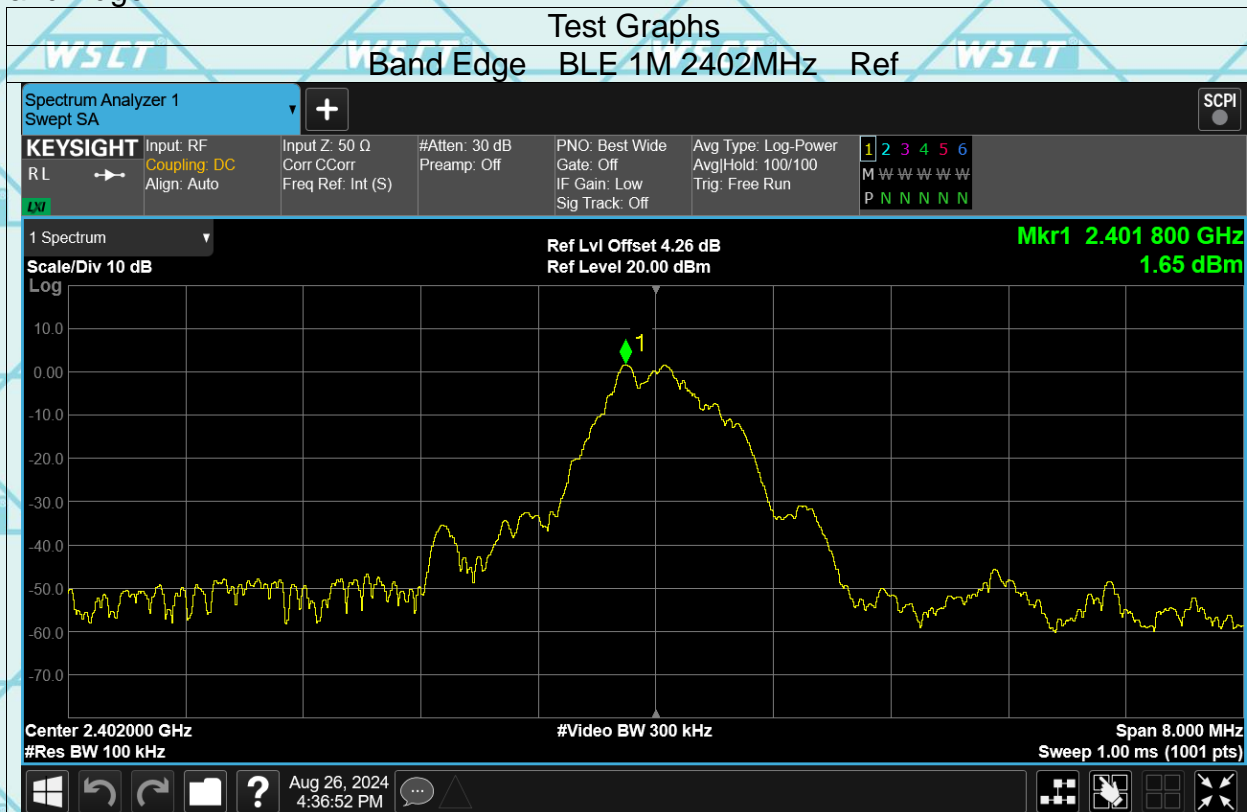 Test Graphs
Band Edge BLE 1M 2402MHz Ref
WSCT WSCT
Spectrum Analyzer 1
Swept SA
SCPI
KEYSIGHT
RL
LXI
Input: RF
Coupling: DC
Align: Auto
Input Z: 50 Ω
Corr CCorr
Freq Ref: Int (S)
#Atten: 30 dB
Preamp: Off
PNO: Best Wide
Gate: Off
IF Gain: Low
Sig Track: Off
Avg Type: Log-Power
Avg|Hold: 100/100
Trig: Free Run
1 2 3 4 5 6
M W W W W W
P N N N N N
1 Spectrum
Scale/Div 10 dB
Log
Ref Lvl Offset 4.26 dB
Ref Level 20.00 dBm
Mkr1 2.401 800 GHz
1.65 dBm
1
10.0
0.00
-10.0
-20.0
-30.0
-40.0
-50.0
-60.0
-70.0
Center 2.402000 GHz
#Res BW 100 kHz
#Video BW 300 kHz
Span 8.000 MHz
Sweep 1.00 ms (1001 pts)
?
Aug 26, 2024
4:36:52 PM